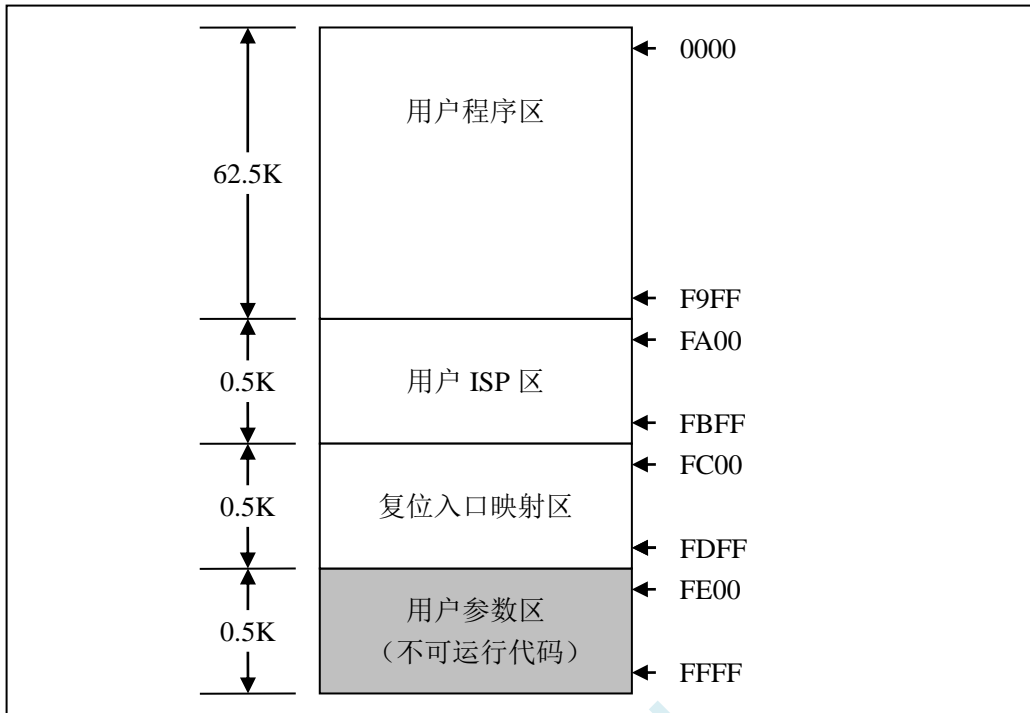 0000
用户程序区
62.5K
F9FF
FA00
用户 ISP 区
0.5K
FBFF
FC00
复位入口映射区
0.5K
FDFF
FE00
用户参数区
0.5K
（不可运行代码）
FFFF